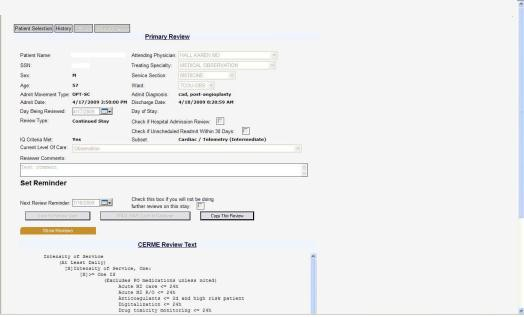 Patient Selection History
Primary Review
Patient Name
Attending Physician: HALL KAREN MD
SSN:
Treating Specialty: MEDICAL OBSERVATION
Sex: M
Service Section: MEDICINE
Age: 57
Ward:
Admit Movement Type: OPT-SC
Admit Diagnosis: cad, post-angioplasty
Admit Date: 4/17/2009 2:50:00 PM Discharge Date: 4/18/2009 8:28:59 AM
Day Being Reviewed:
Day of Stay:
Review Type: Continued Stay
Check if Hospital Admission Review:
Check if Unscheduled Readmit Within 30 Days:
IQ Criteria Met: Yes
Subset: Cardiac / Telemetry (Intermediate)
Current Level Of Care: Observation
Reviewer Comments:
Test comment
Set Reminder
Next Review Reminder:
Check this box if you will not be doing
further reviews on this stay:
Copy This Review
Show Reviews
CERME Review Text
Intensity of Service
(At Least Daily)
[S]Intensity of Service, One:
[S]>= One IS
(Excludes PO medications unless noted)
Acute HD care <= 24h
Acute MI R/O <= 24h
Anticoagulants <= 2d and high risk patient
Digitalization <= 24h
Drug toxicity monitoring <= 24h